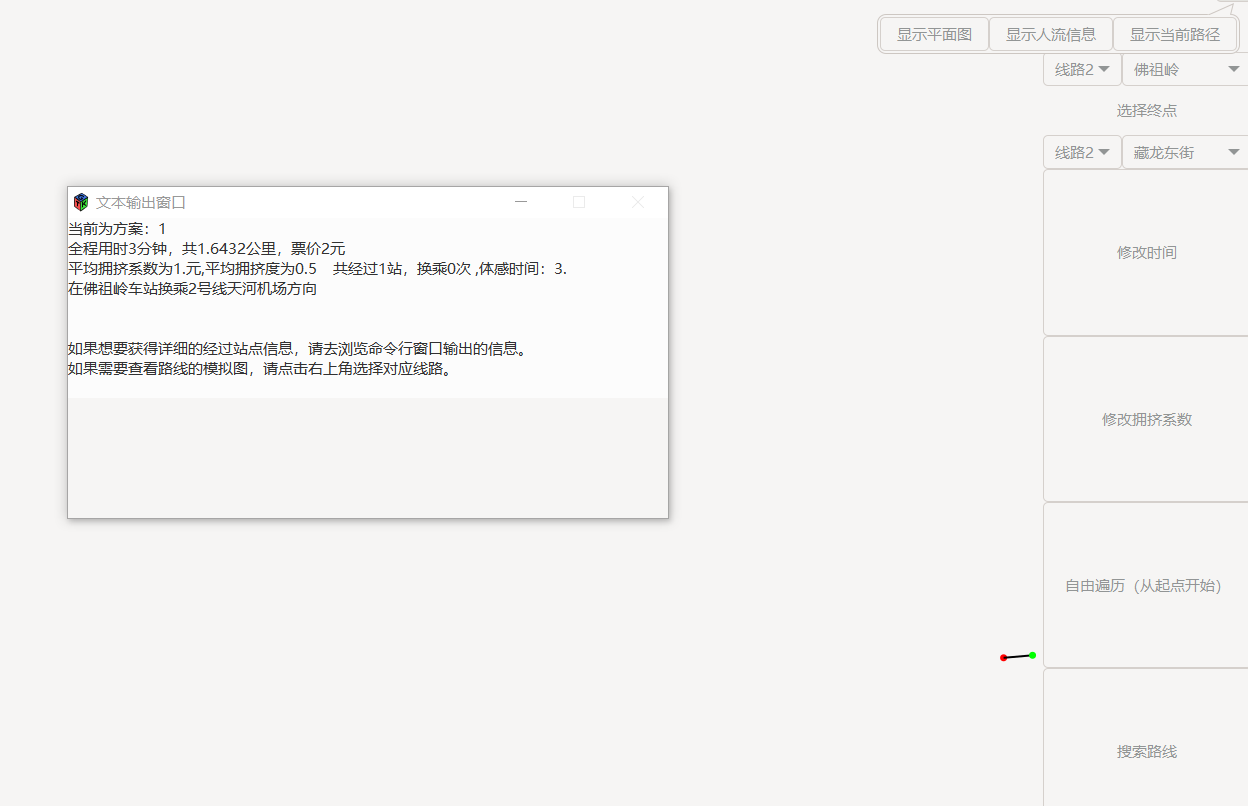 显示平面图 显示人流信息 显示当前路径
线路2 佛祖岭
选择终点
线路2 藏龙东街
修改时间
修改拥挤系数
自由遍历（从起点开始）
搜索路线
文本输出窗口
当前为方案：1
全程用时3分钟，共1.6432公里，票价2元
平均拥挤系数为1.元,平均拥挤度为0.5 共经过1站，换乘0次 ,体感时间：3.
在佛祖岭车站换乘2号线天河机场方向
如果想要获得详细的经过站点信息，请去浏览命令行窗口输出的信息。
如果需要查看路线的模拟图，请点击右上角选择对应线路。